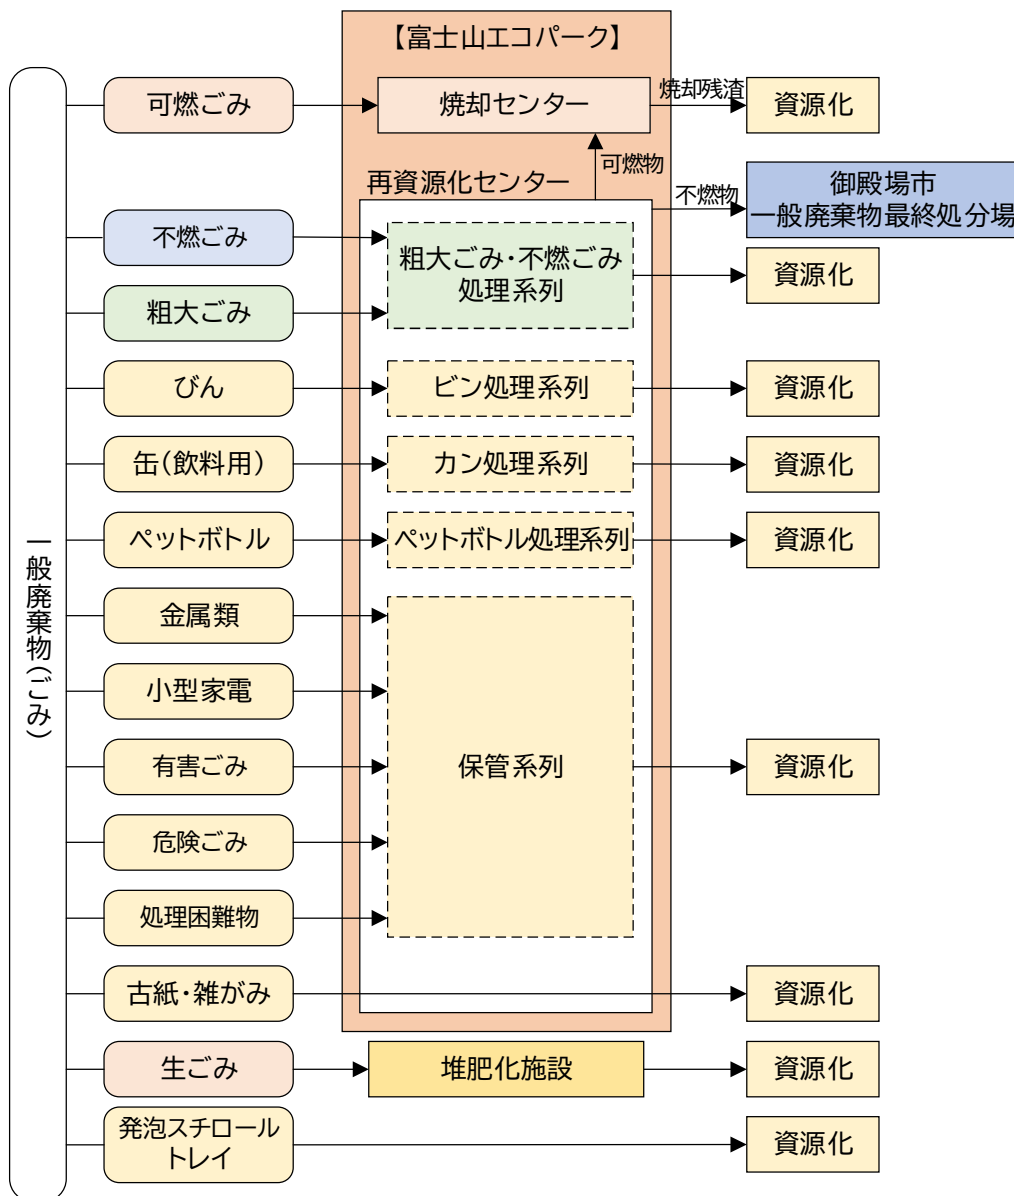 【富士山エコパーク】
一般廃棄物(ごみ)
可燃ごみ
焼却センター
焼却残渣
資源化
可燃物
再資源化センター
不燃物
御殿場市
一般廃棄物最終処分場
不燃ごみ
粗大ごみ・不燃ごみ
処理系列
資源化
粗大ごみ
びん
ビン処理系列
資源化
缶(飲料用)
カン処理系列
資源化
ペットボトル
ペットボトル処理系列
資源化
金属類
小型家電
有害ごみ
保管系列
資源化
危険ごみ
処理困難物
古紙・雑がみ
資源化
生ごみ
堆肥化施設
資源化
発泡スチロール
トレイ
資源化